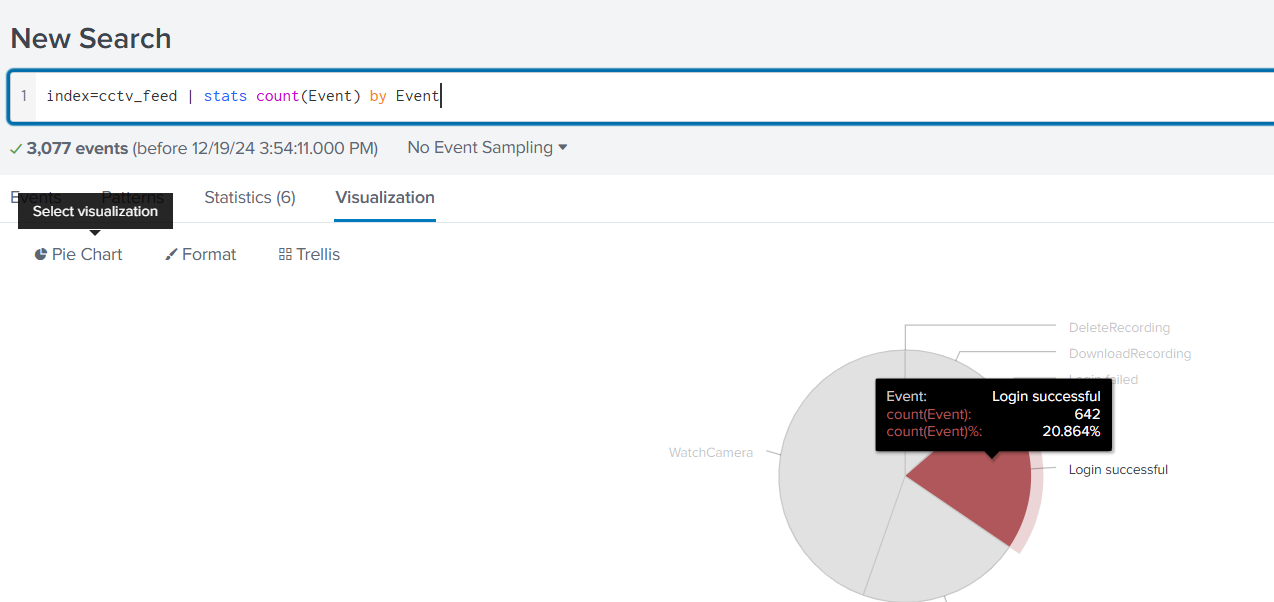 New Search
1 index=cctv_feed | stats count(Event) by Event
3,077 events (before 12/19/24 3:54:11.000 PM) No Event Sampling
Events Patterns Statistics (6) Visualization
Select visualization
Pie Chart Format Trellis
DeleteRecording
DownloadRecording
Login failed
Event: Login successful
count(Event): 642
count(Event)%: 20.864%
WatchCamera
Login successful